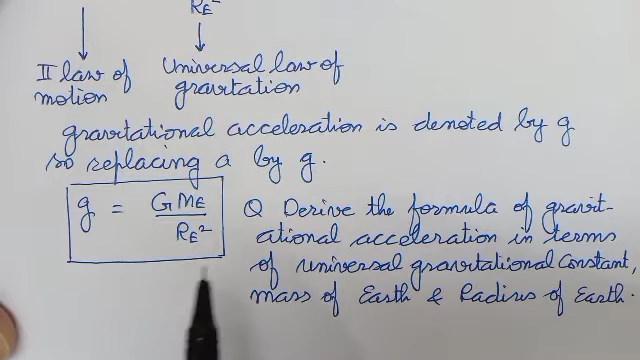 RE²
II law of
motion
Universal law of
gravitation
gravitational acceleration is denoted by g
so replacing a by g.
g = GME
RE²
Q Derive the formula of gravit-
ational acceleration in terms
of universal gravitational constant,
mass of Earth & Radius of Earth.